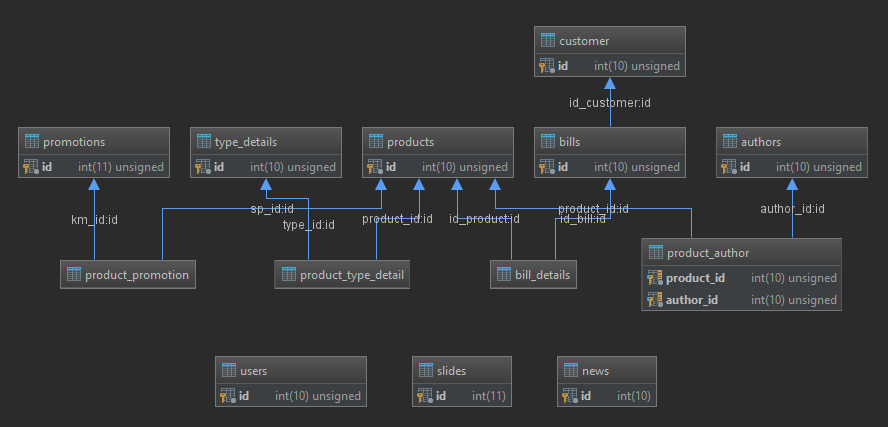 customer
id int(10) unsigned
id_customer:id
promotions
id int(11) unsigned
type_details
id int(10) unsigned
products
id int(10) unsigned
bills
id int(10) unsigned
authors
id int(10) unsigned
km_id:id
sp_id:id
type_id:id
product_id:id
id_product:id
product_id:id
id_bill:id
author_id:id
product_promotion
product_type_detail
bill_details
product_author
product_id int(10) unsigned
author_id int(10) unsigned
users
id int(10) unsigned
slides
id int(11)
news
id int(10)